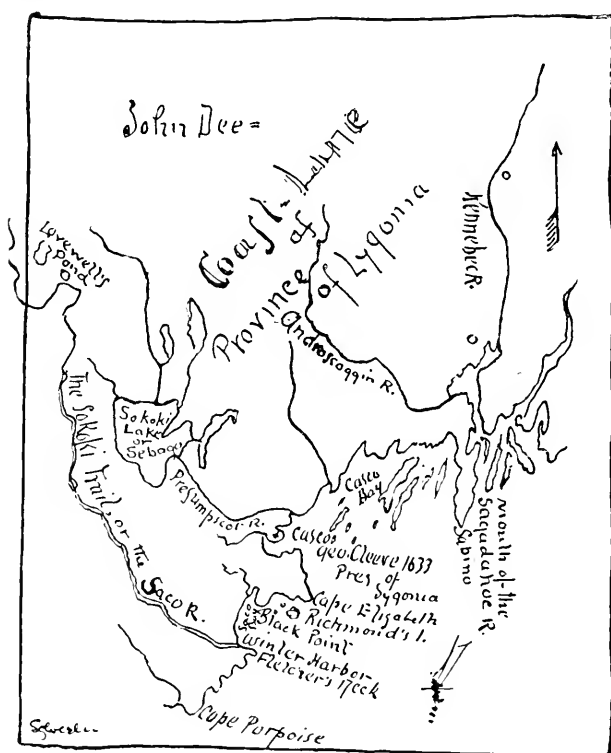 John Dee =
Coast-
of
Province
of Lygonia
Lovewell's
Pond
Kennebec R.
Androscoggin R.
The Sokoki Trail, or the Saco R.
Sokoki
Lake
or
Sebago
Presumpscot R.
Casco
Bay
Casco
Geo. Cleeve 1633
Pres of
Lygonia
Sabino
Mouth of the
Sagadahoc R.
Cape Elizabeth
Richmond's I.
Black Point
Winter Harbor
Fletcher's Neck
Cape Porpoise